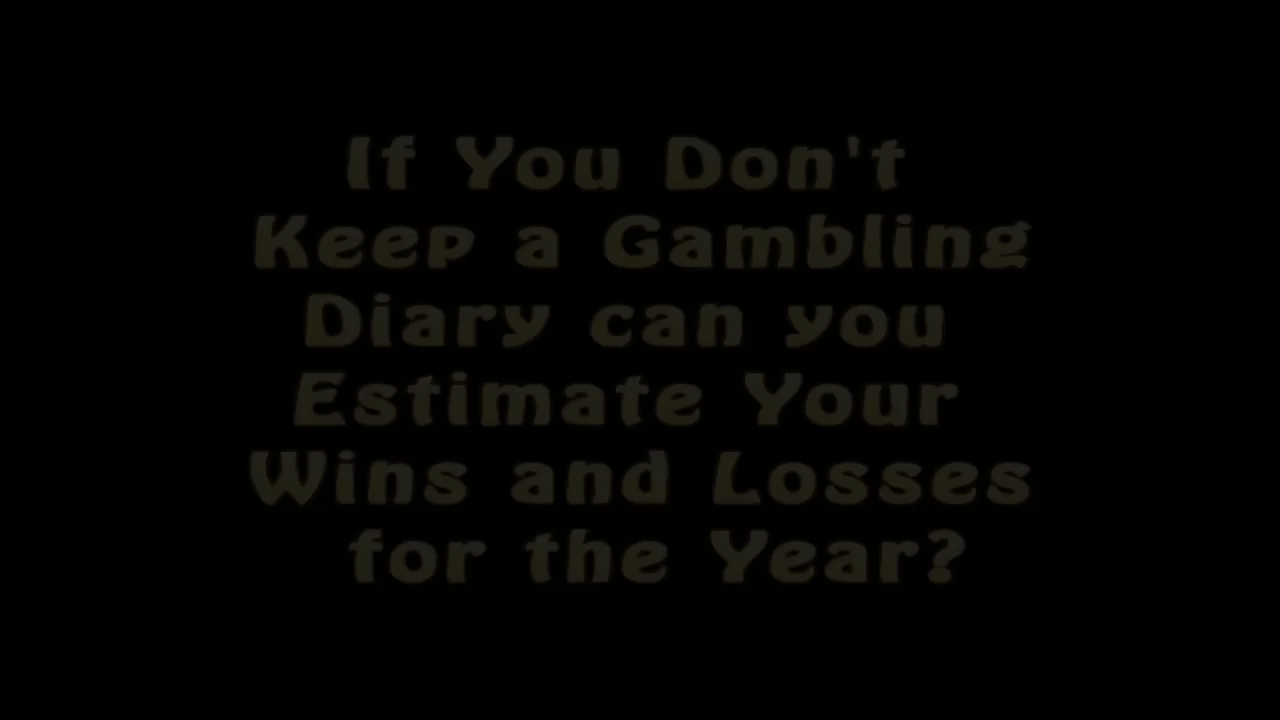 If You Don't
Keep a Gambling
Diary can you
Estimate Your
Wins and Losses
for the Year?